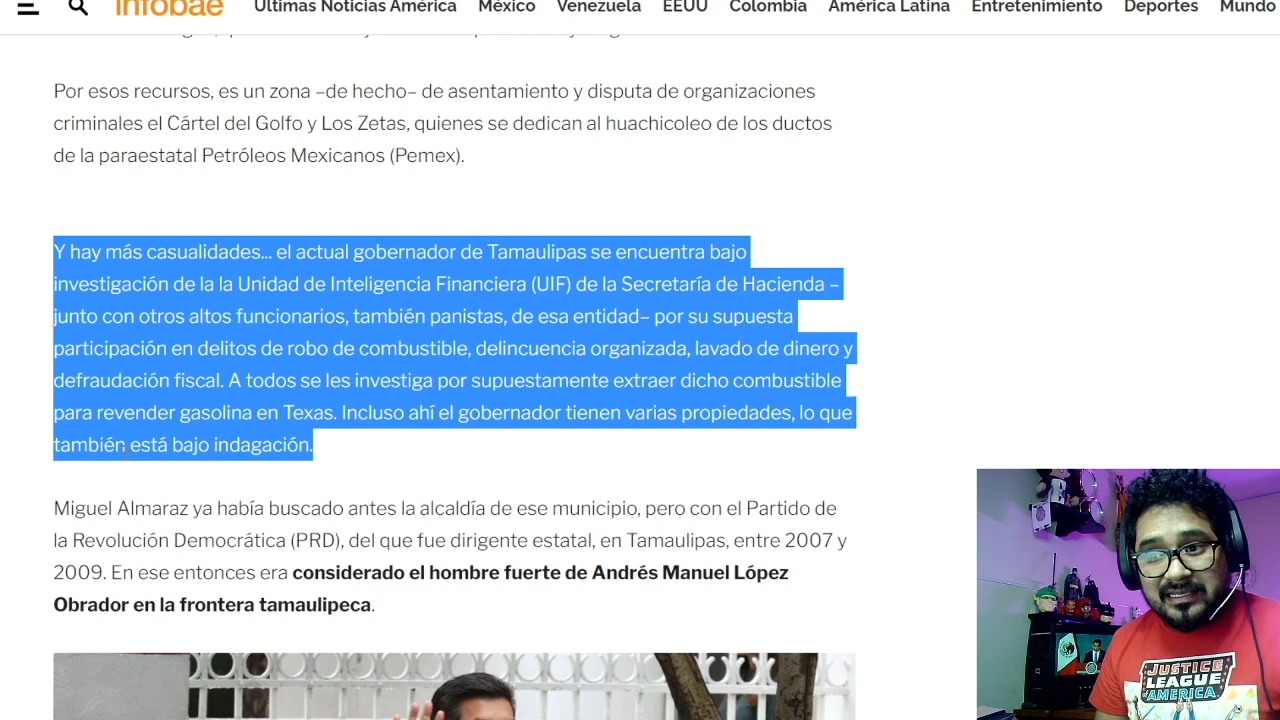 infobae
Últimas Noticias América
México
Venezuela
EEUU
Colombia
América Latina
Entretenimiento
Deportes
Mundo
Por esos recursos, es un zona –de hecho– de asentamiento y disputa de organizaciones
criminales el Cártel del Golfo y Los Zetas, quienes se dedican al huachicoleo de los ductos
de la paraestatal Petróleos Mexicanos (Pemex).
Y hay más casualidades... el actual gobernador de Tamaulipas se encuentra bajo
investigación de la la Unidad de Inteligencia Financiera (UIF) de la Secretaría de Hacienda –
junto con otros altos funcionarios, también panistas, de esa entidad– por su supuesta
participación en delitos de robo de combustible, delincuencia organizada, lavado de dinero y
defraudación fiscal. A todos se les investiga por supuestamente extraer dicho combustible
para revender gasolina en Texas. Incluso ahí el gobernador tienen varias propiedades, lo que
también está bajo indagación.
Miguel Almaraz ya había buscado antes la alcaldía de ese municipio, pero con el Partido de
la Revolución Democrática (PRD), del que fue dirigente estatal, en Tamaulipas, entre 2007 y
2009. En ese entonces era considerado el hombre fuerte de Andrés Manuel López
Obrador en la frontera tamaulipeca.
JUSTICE
LEAGUE
AMERICA